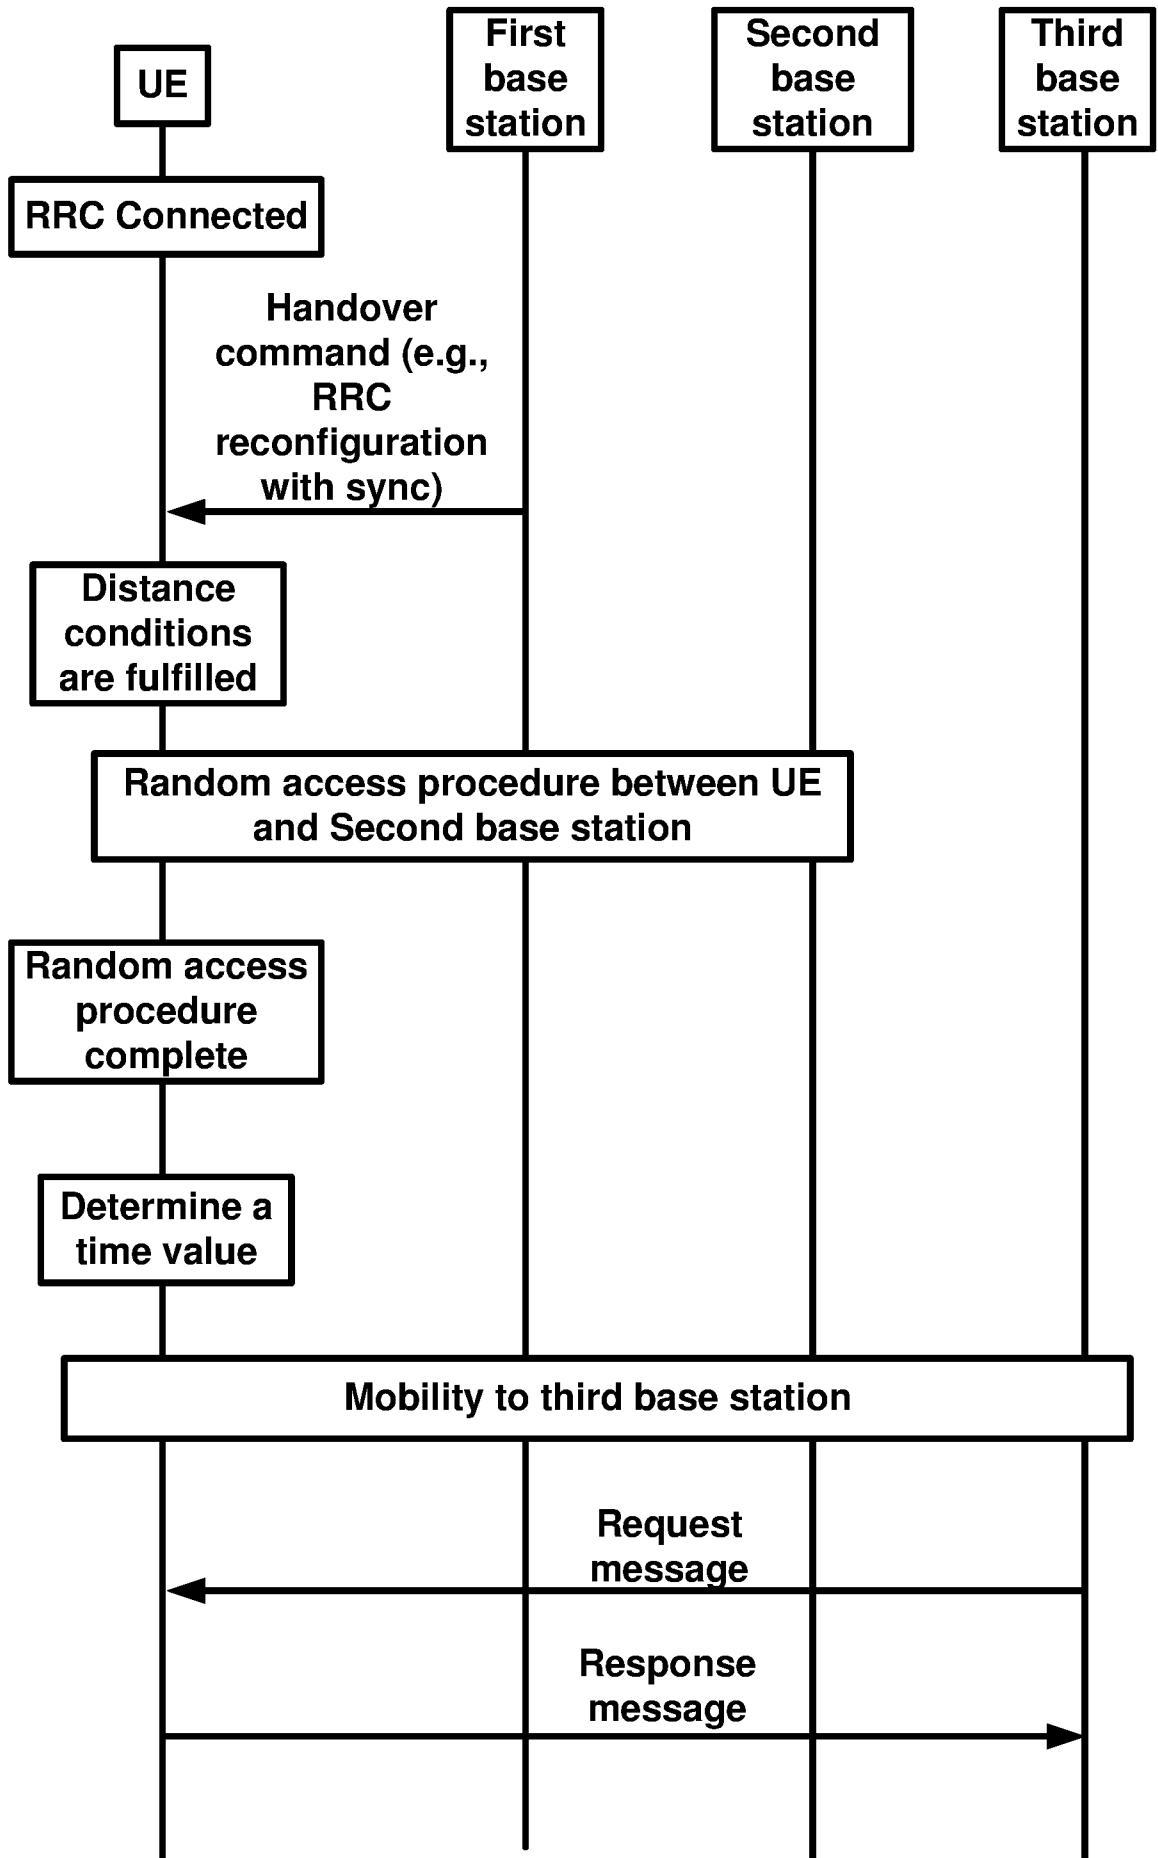 UE
First
base
station
Second
base
station
Third
base
station
RRC Connected
Handover
command (e.g.,
RRC
reconfiguration
with sync)
Distance
conditions
are fulfilled
Random access procedure between UE
and Second base station
Random access
procedure
complete
Determine a
time value
Mobility to third base station
Request
message
Response
message